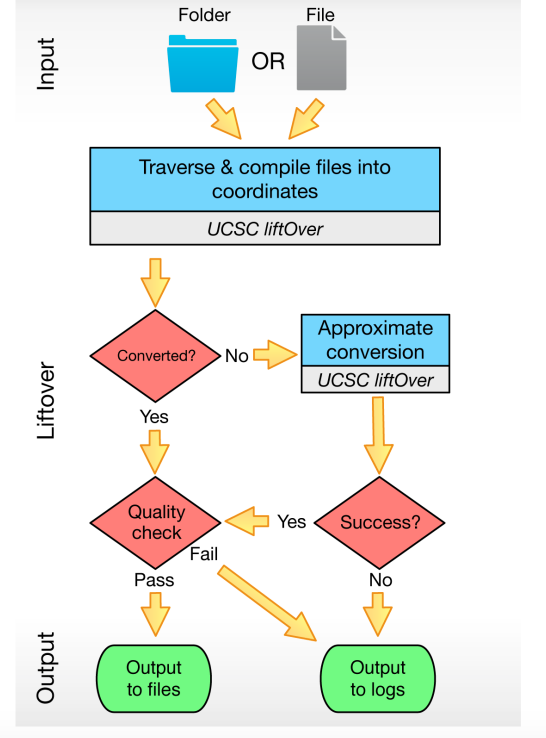 Folder
File
Input
OR
Traverse & compile files into
coordinates
UCSC liftOver
Liftover
Converted?
No
Approximate
conversion
UCSC liftOver
Yes
Quality
check
Yes
Success?
Fail
Pass
No
Output
Output
to files
Output
to logs